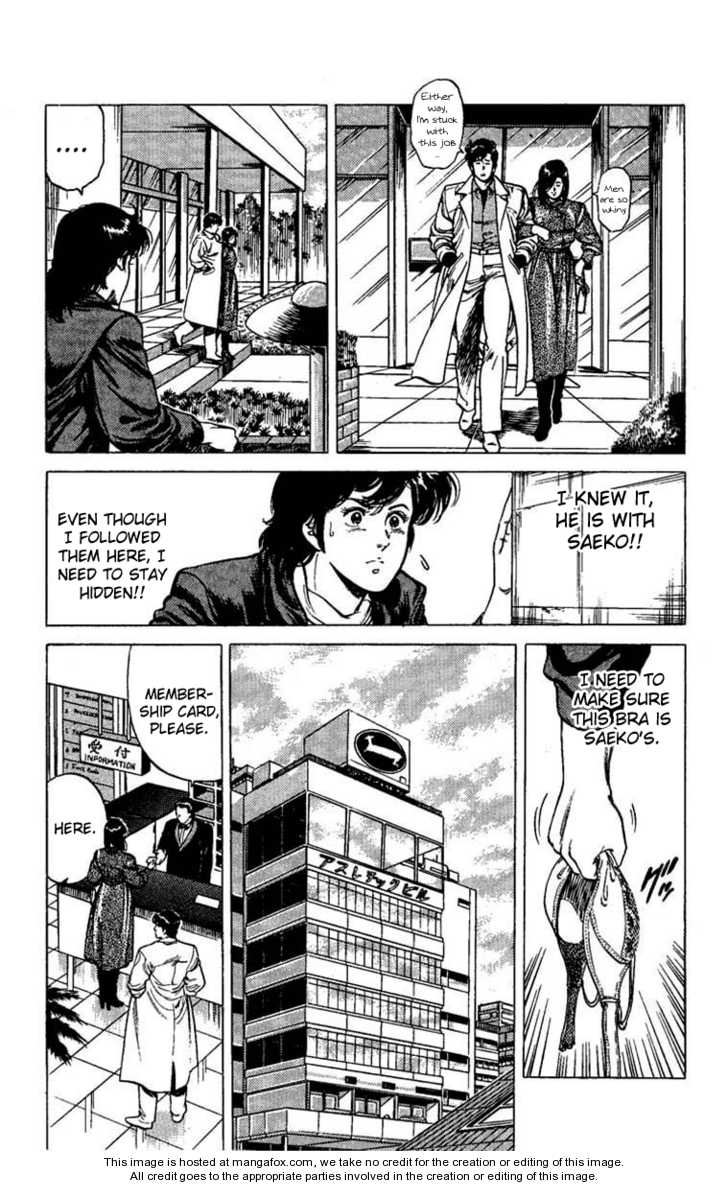 Either
way,
I'm stuck
with
this job
Men
are so
whiny
....
I KNEW IT,
HE IS WITH
SAEKO!!
EVEN THOUGH
I FOLLOWED
THEM HERE, I
NEED TO STAY
HIDDEN!!
I NEED TO
MAKE SURE
THIS BRA IS
SAEKO'S.
グッ
アスレチックビル
MEMBER-
SHIP CARD,
PLEASE.
受付
INFORMATION
HERE.
This image is hosted at mangafox.com, we take no credit for the creation or editing of this image.
All credit goes to the appropriate parties involved in the creation or editing of this image.